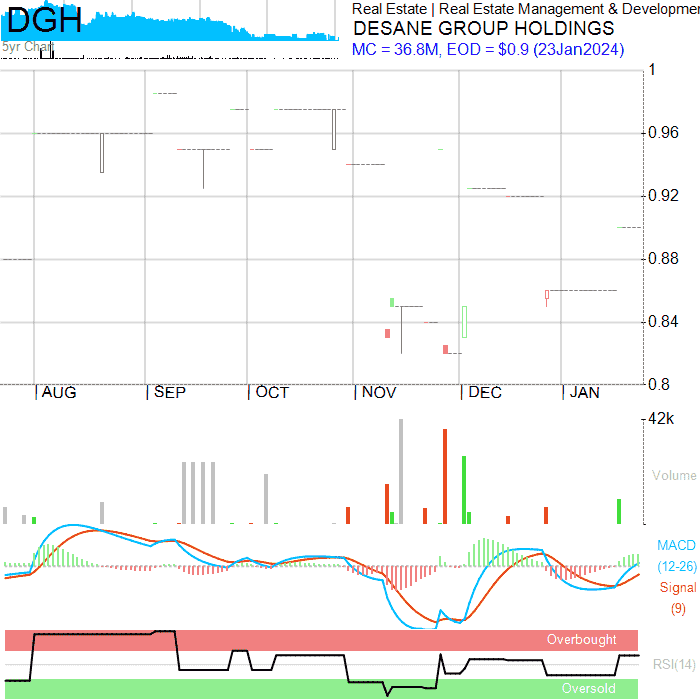 DGH
5yr Chart
Real Estate | Real Estate Management & Developmen
DESANE GROUP HOLDINGS
MC = 36.8M, EOD = $0.9 (23Jan2024)
1
0.96
0.92
0.88
0.84
0.8
|AUG |SEP |OCT |NOV |DEC |JAN
42k
Volume
MACD
(12-26)
Signal
(9)
Overbought
RSI(14)
Oversold